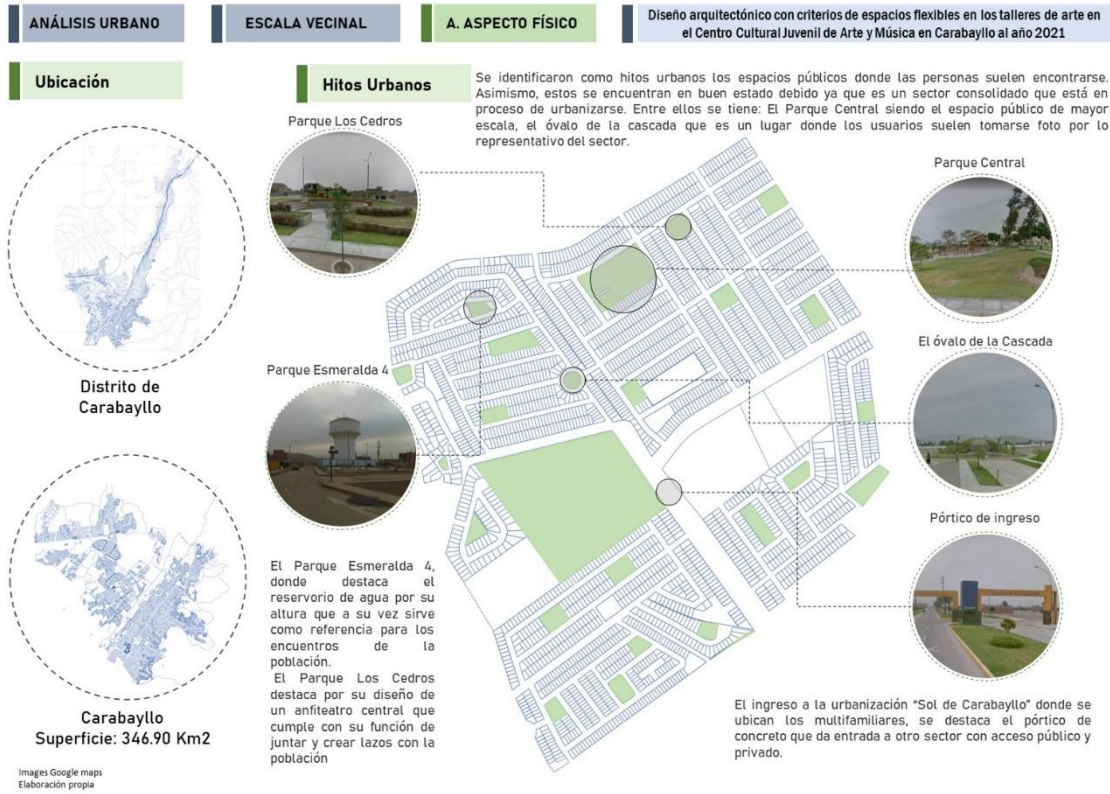 ANÁLISIS URBANO
ESCALA VECINAL
A. ASPECTO FÍSICO
Diseño arquitectónico con criterios de espacios flexibles en los talleres de arte en
el Centro Cultural Juvenil de Arte y Música en Carabayllo al año 2021
Ubicación
Distrito de
Carabayllo
Carabayllo
Superficie: 346.90 Km2
Images Google maps
Elaboración propia
Hitos Urbanos
Se identificaron como hitos urbanos los espacios públicos donde las personas suelen encontrarse.
Asimismo, estos se encuentran en buen estado debido ya que es un sector consolidado que está en
proceso de urbanizarse. Entre ellos se tiene: El Parque Central siendo el espacio público de mayor
escala, el óvalo de la cascada que es un lugar donde los usuarios suelen tomarse foto por lo
representativo del sector.
Parque Los Cedros
Parque Esmeralda 4
El Parque Esmeralda 4,
donde destaca el
reservorio de agua por su
altura que a su vez sirve
como referencia para los
encuentros de la
población.
El Parque Los Cedros
destaca por su diseño de
un anfiteatro central que
cumple con su función de
juntar y crear lazos con la
población
Parque Central
El óvalo de la Cascada
Pórtico de ingreso
El ingreso a la urbanización “Sol de Carabayllo” donde se
ubican los multifamiliares, se destaca el pórtico de
concreto que da entrada a otro sector con acceso público y
privado.